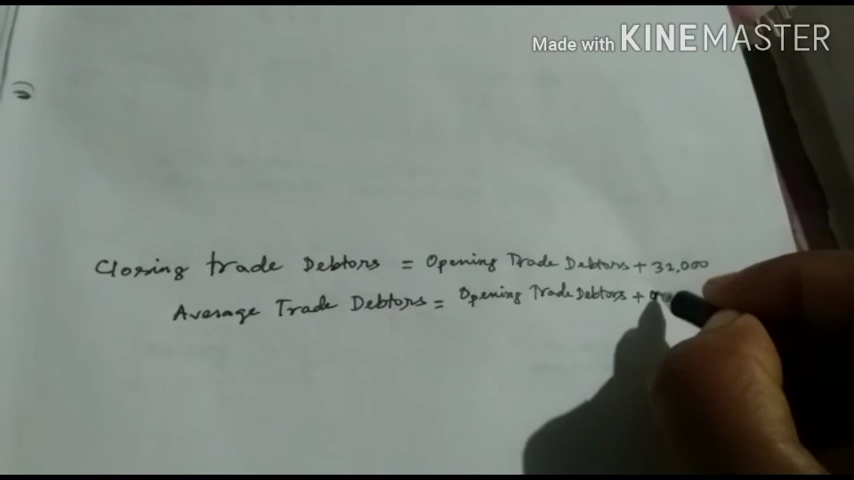 Made with KINEMASTER
Closing trade Debtors = Opening Trade Debtors + 32,000
Average Trade Debtors = Opening Trade Debtors +